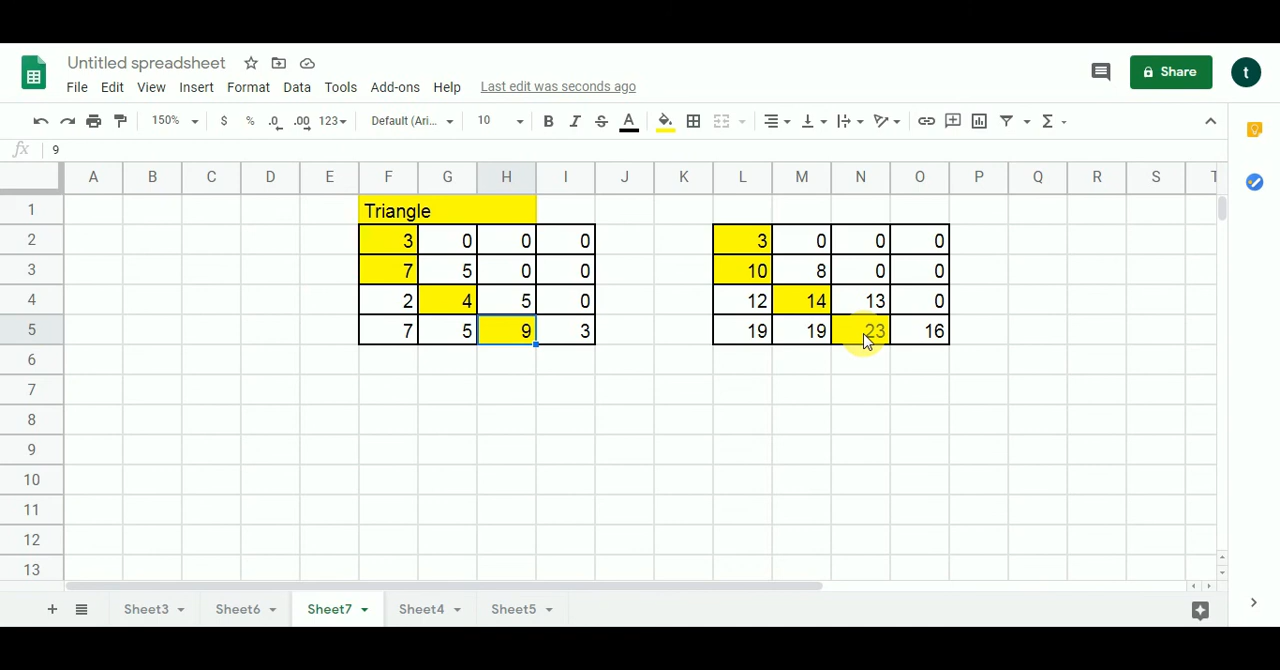 Untitled spreadsheet
File Edit View Insert Format Data Tools Add-ons Help Last edit was seconds ago
Share t
150% $ % .0 .00 123 Default (Ari... 10 B I S A Σ
fx 9
A B C D E F G H I J K L M N O P Q R S T
1 Triangle
2 3 0 0 0 3 0 0 0
3 7 5 0 0 10 8 0 0
4 2 4 5 0 12 14 13 0
5 7 5 9 3 19 19 23 16
6
7
8
9
10
11
12
13
+ Sheet3 Sheet6 Sheet7 Sheet4 Sheet5